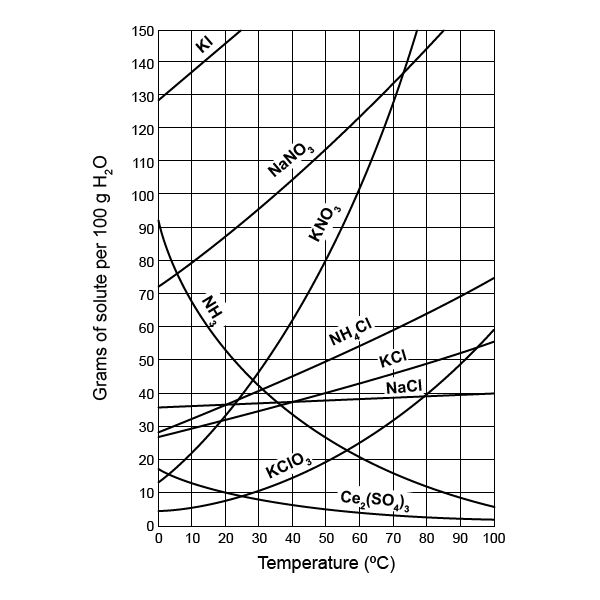 150
140
130
120
110
100
90
80
70
60
50
40
30
20
10
0
0 10 20 30 40 50 60 70 80 90 100
Grams of solute per 100 g H₂O
Temperature (ºC)
KI
NaNO₃
KNO₃
NH₃
NH₄Cl
KCl
NaCl
KClO₃
Ce₂(SO₄)₃